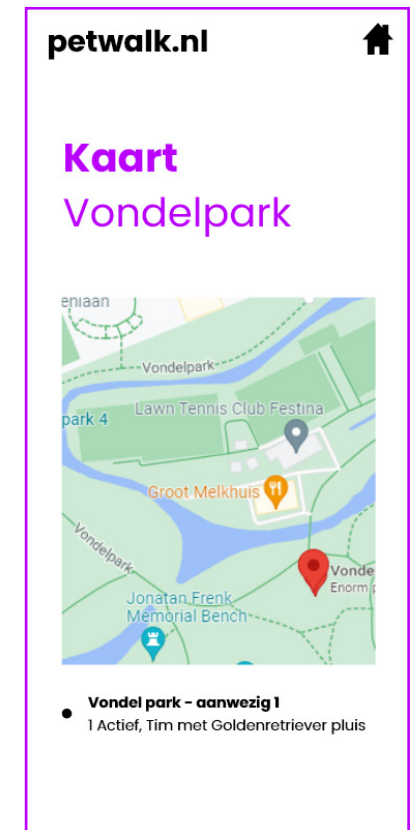 petwalk.nl
Kaart
Vondelpark
eniaan
Vondelpark
Lawn Tennis Club Festina
park 4
Groot Melkhuis
Vondelpark
Vonde
Enorm p
Jonatan Frenk
Memorial Bench
Vondel park - aanwezig 1
1 Actief, Tim met Goldenretriever pluis